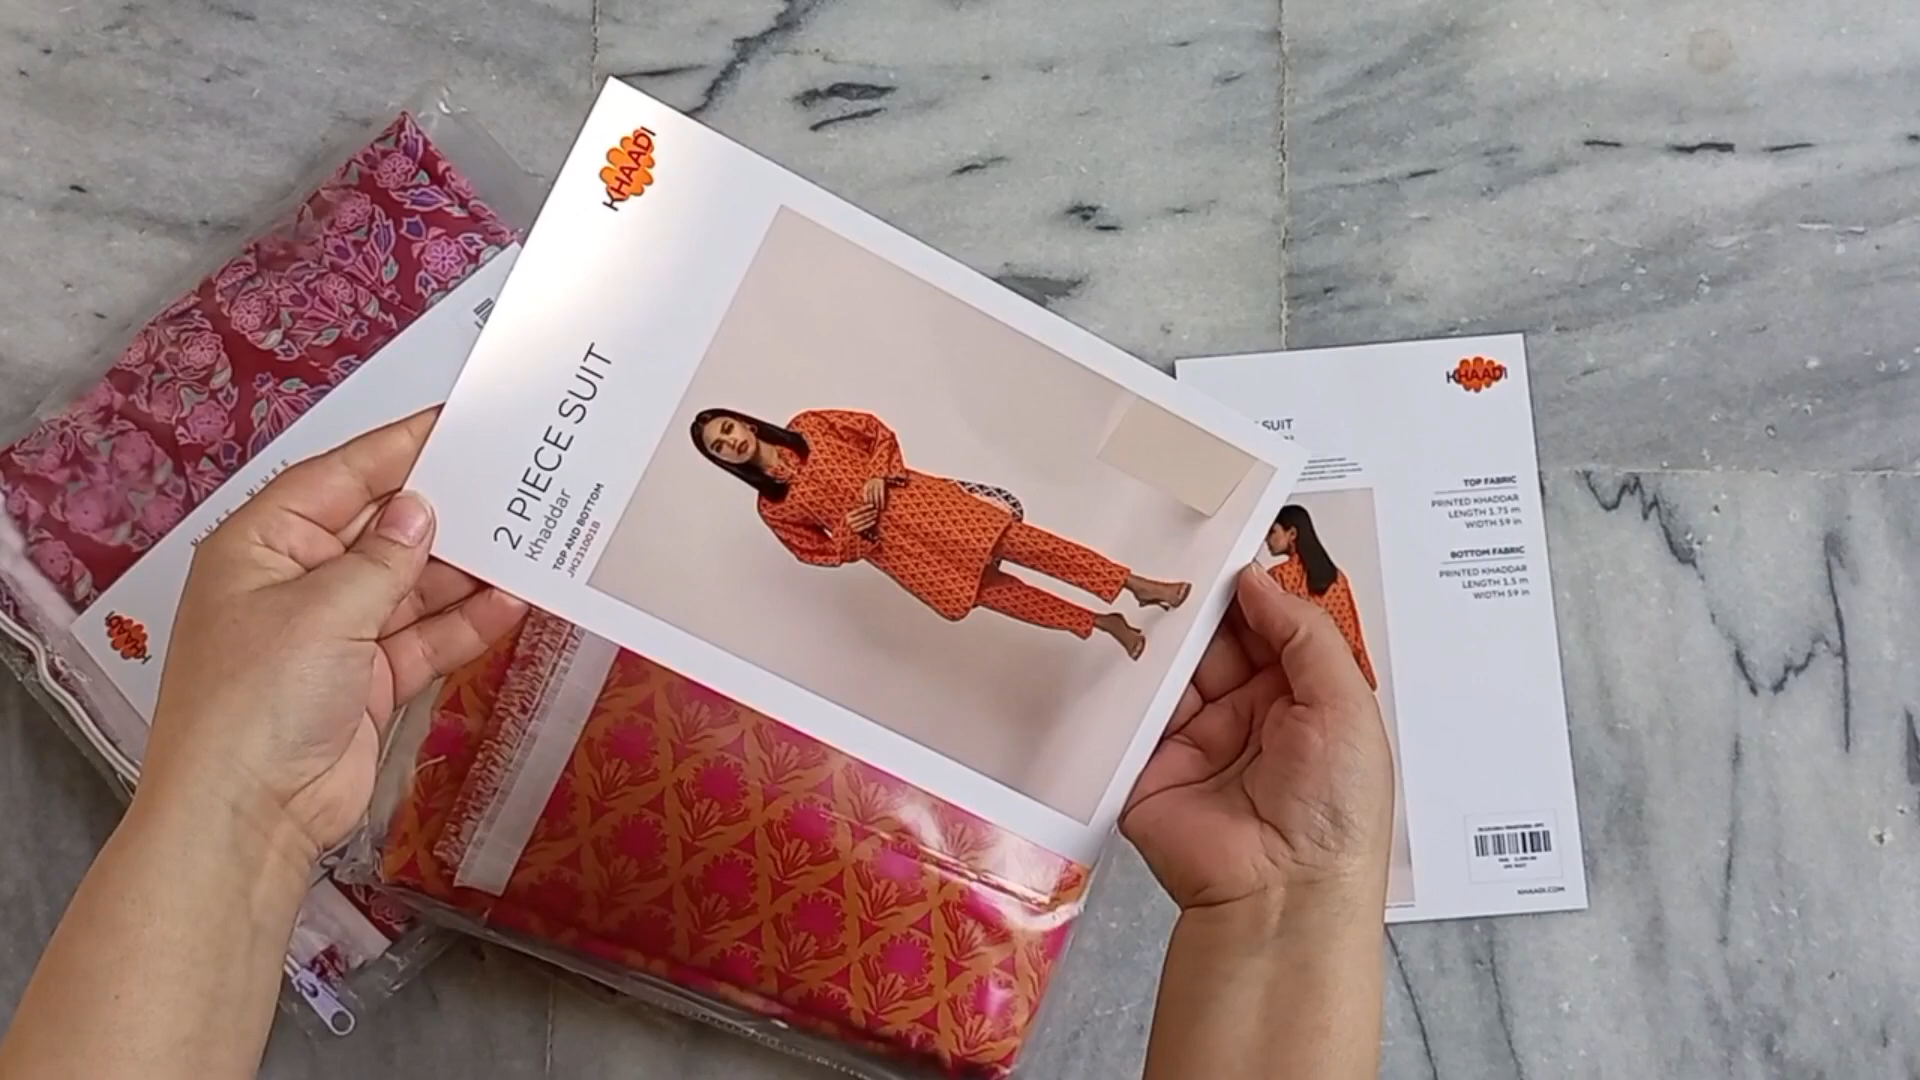 KHAADI
2 PIECE SUIT
Khaddar
TOP AND BOTTOM
KHAADI
SUIT
TOP FABRIC
PRINTED KHADDAR
LENGTH 1.75 m
WIDTH 59 in
BOTTOM FABRIC
PRINTED KHADDAR
LENGTH 1.5 m
WIDTH 59 in
KHAADI.COM
KHAADI